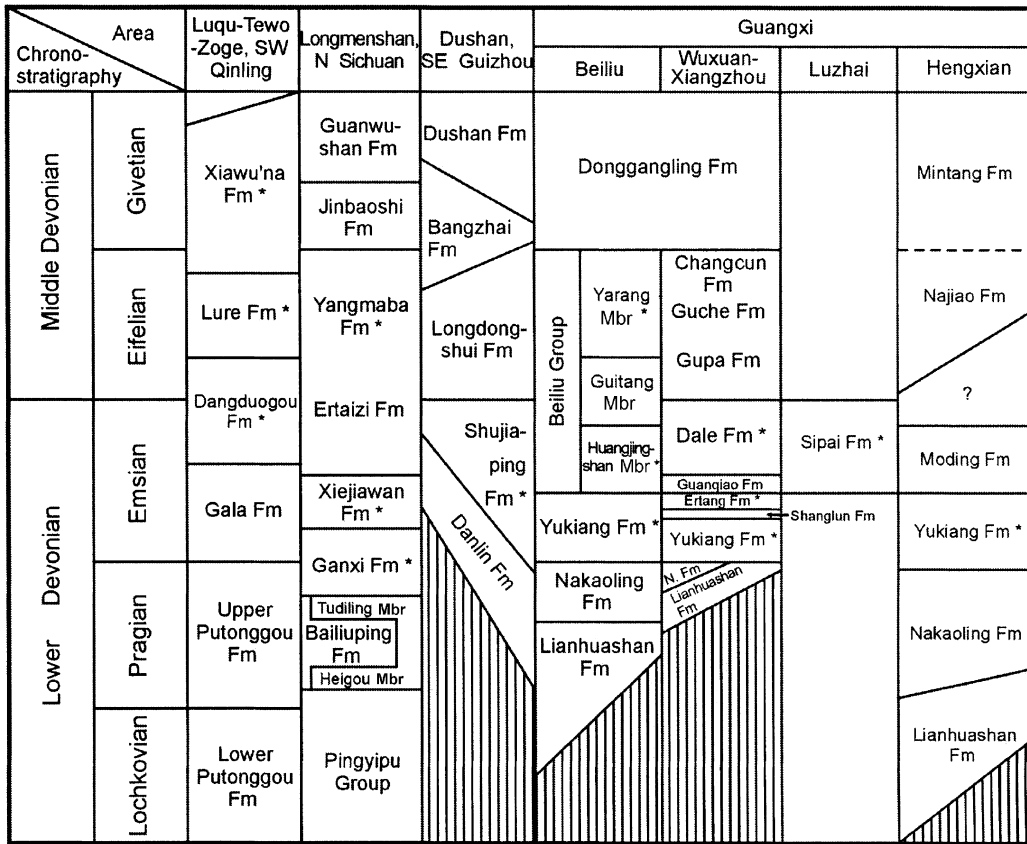 Area
Chrono-
stratigraphy
Luqu-Tewo
-Zoge, SW
Qinling
Longmenshan,
N Sichuan
Dushan,
SE Guizhou
Guangxi
Beiliu
Wuxuan-
Xiangzhou
Luzhai
Hengxian
Middle Devonian
Givetian
Eifelian
Lower Devonian
Emsian
Pragian
Lochkovian
Xiawu'na
Fm *
Lure Fm *
Dangduogou
Fm *
Gala Fm
Upper
Putonggou
Fm
Lower
Putonggou
Fm
Guanwu-
shan Fm
Jinbaoshi
Fm
Yangmaba
Fm *
Ertaizi Fm
Xiejiawan
Fm *
Ganxi Fm *
Tudiling Mbr
Bailiuping
Fm
Heigou Mbr
Pingyipu
Group
Dushan Fm
Bangzhai
Fm
Longdong-
shui Fm
Shujia-
ping
Fm *
Danlin Fm
Donggangling Fm
Beiliu Group
Yarang
Mbr *
Guitang
Mbr
Huangjing-
shan Mbr *
Yukiang Fm *
Nakaoling
Fm
Lianhuashan
Fm
Changcun
Fm
Guche Fm
Gupa Fm
Dale Fm *
Guanqiao Fm
Ertang Fm *
Shanglun Fm
Yukiang Fm *
N. Fm
Lianhuashan
Fm
Sipai Fm *
Mintang Fm
Najiao Fm
?
Moding Fm
Yukiang Fm *
Nakaoling Fm
Lianhuashan
Fm